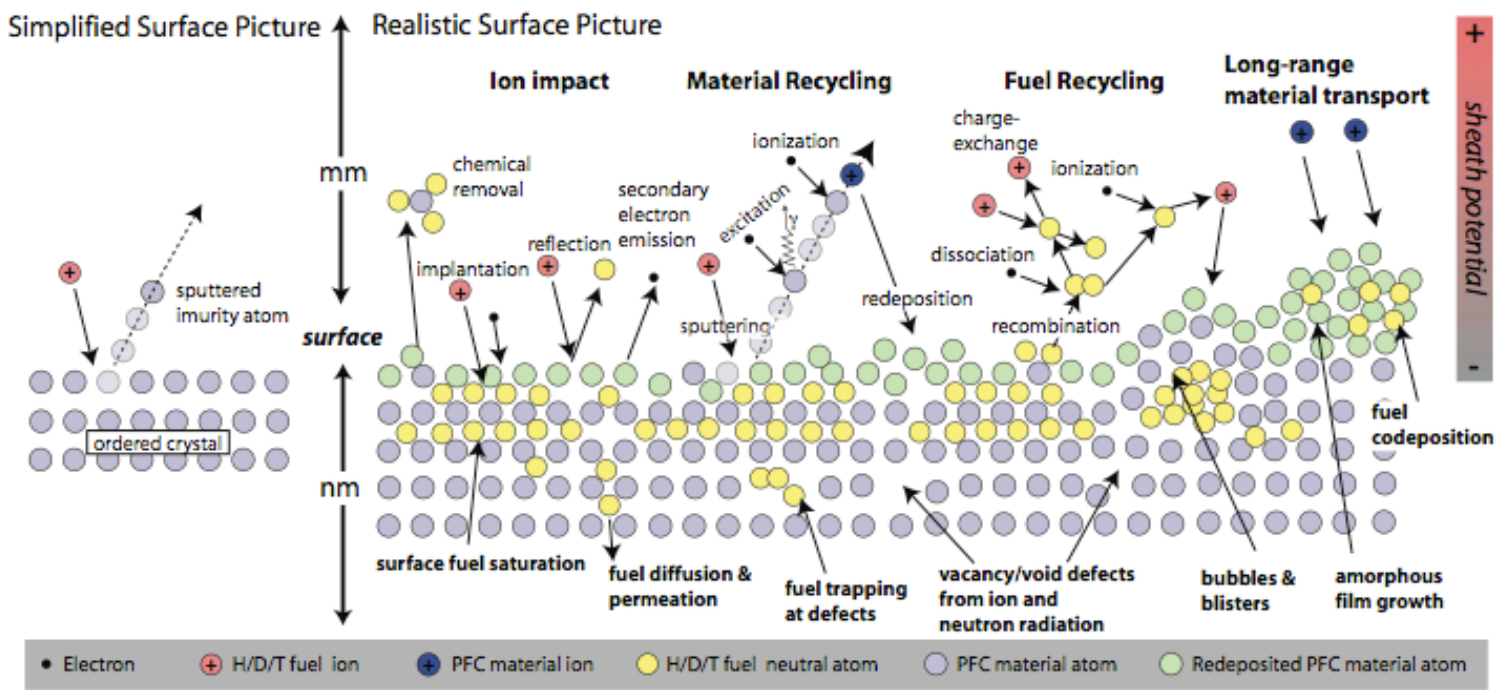 Simplified Surface Picture
Realistic Surface Picture
Ion impact
Material Recycling
Fuel Recycling
Long-range
material transport
+
sheath potential
-
mm
surface
nm
+
sputtered
imurity atom
ordered crystal
chemical
removal
implantation
+
reflection
+
secondary
electron
emission
+
excitation
γ
ionization
+
sputtering
redeposition
charge-
exchange
+
+
ionization
+
dissociation
recombination
+
+
fuel
codeposition
surface fuel saturation
fuel diffusion &
permeation
fuel trapping
at defects
vacancy/void defects
from ion and
neutron radiation
bubbles &
blisters
amorphous
film growth
Electron
+ H/D/T fuel ion
+ PFC material ion
H/D/T fuel neutral atom
PFC material atom
Redeposited PFC material atom